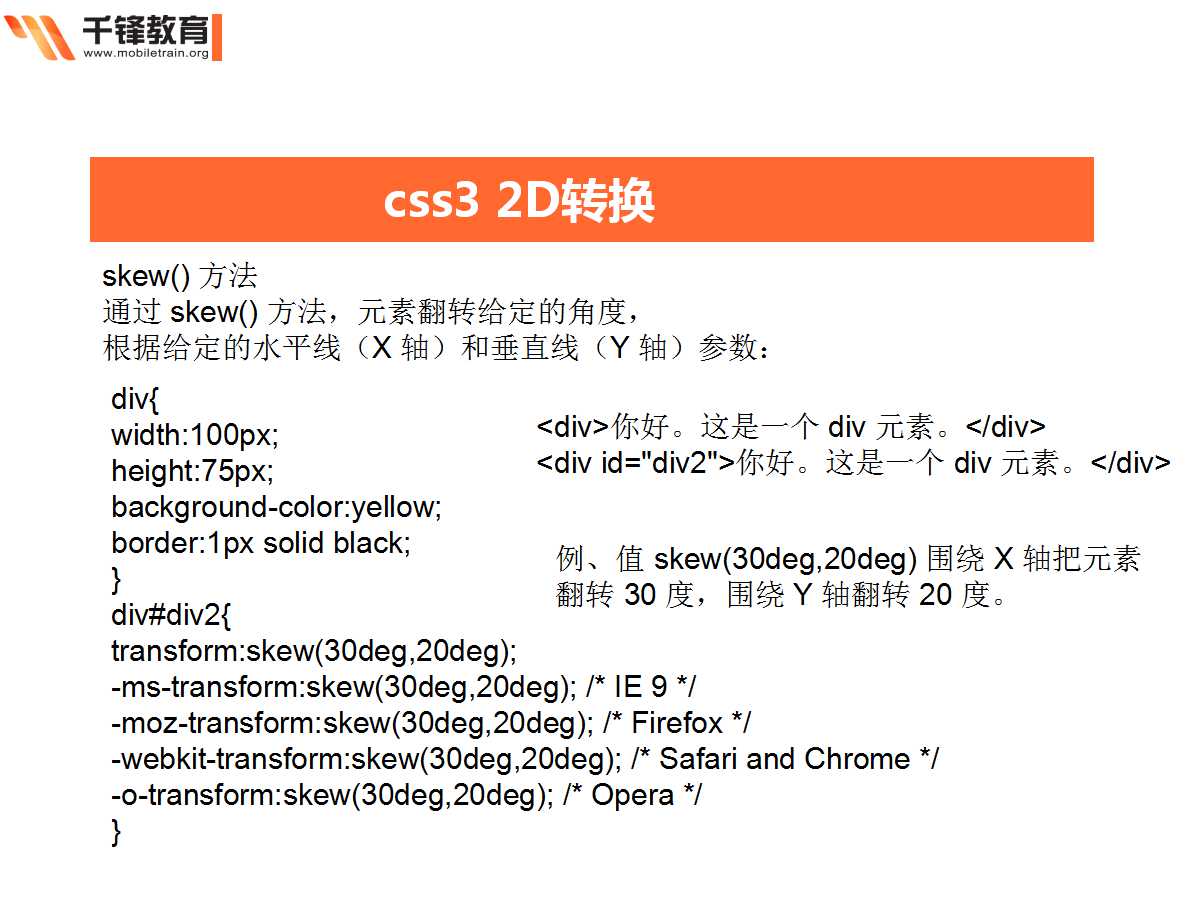 千锋教育
www.mobiletrain.org
css3 2D转换
skew() 方法
通过 skew() 方法，元素翻转给定的角度，
根据给定的水平线（X 轴）和垂直线（Y 轴）参数：
div{
width:100px;
height:75px;
background-color:yellow;
border:1px solid black;
}
div#div2{
transform:skew(30deg,20deg);
-ms-transform:skew(30deg,20deg); /* IE 9 */
-moz-transform:skew(30deg,20deg); /* Firefox */
-webkit-transform:skew(30deg,20deg); /* Safari and Chrome */
-o-transform:skew(30deg,20deg); /* Opera */
}
<div>你好。这是一个 div 元素。</div>
<div id="div2">你好。这是一个 div 元素。</div>
例、值 skew(30deg,20deg) 围绕 X 轴把元素
翻转 30 度，围绕 Y 轴翻转 20 度。